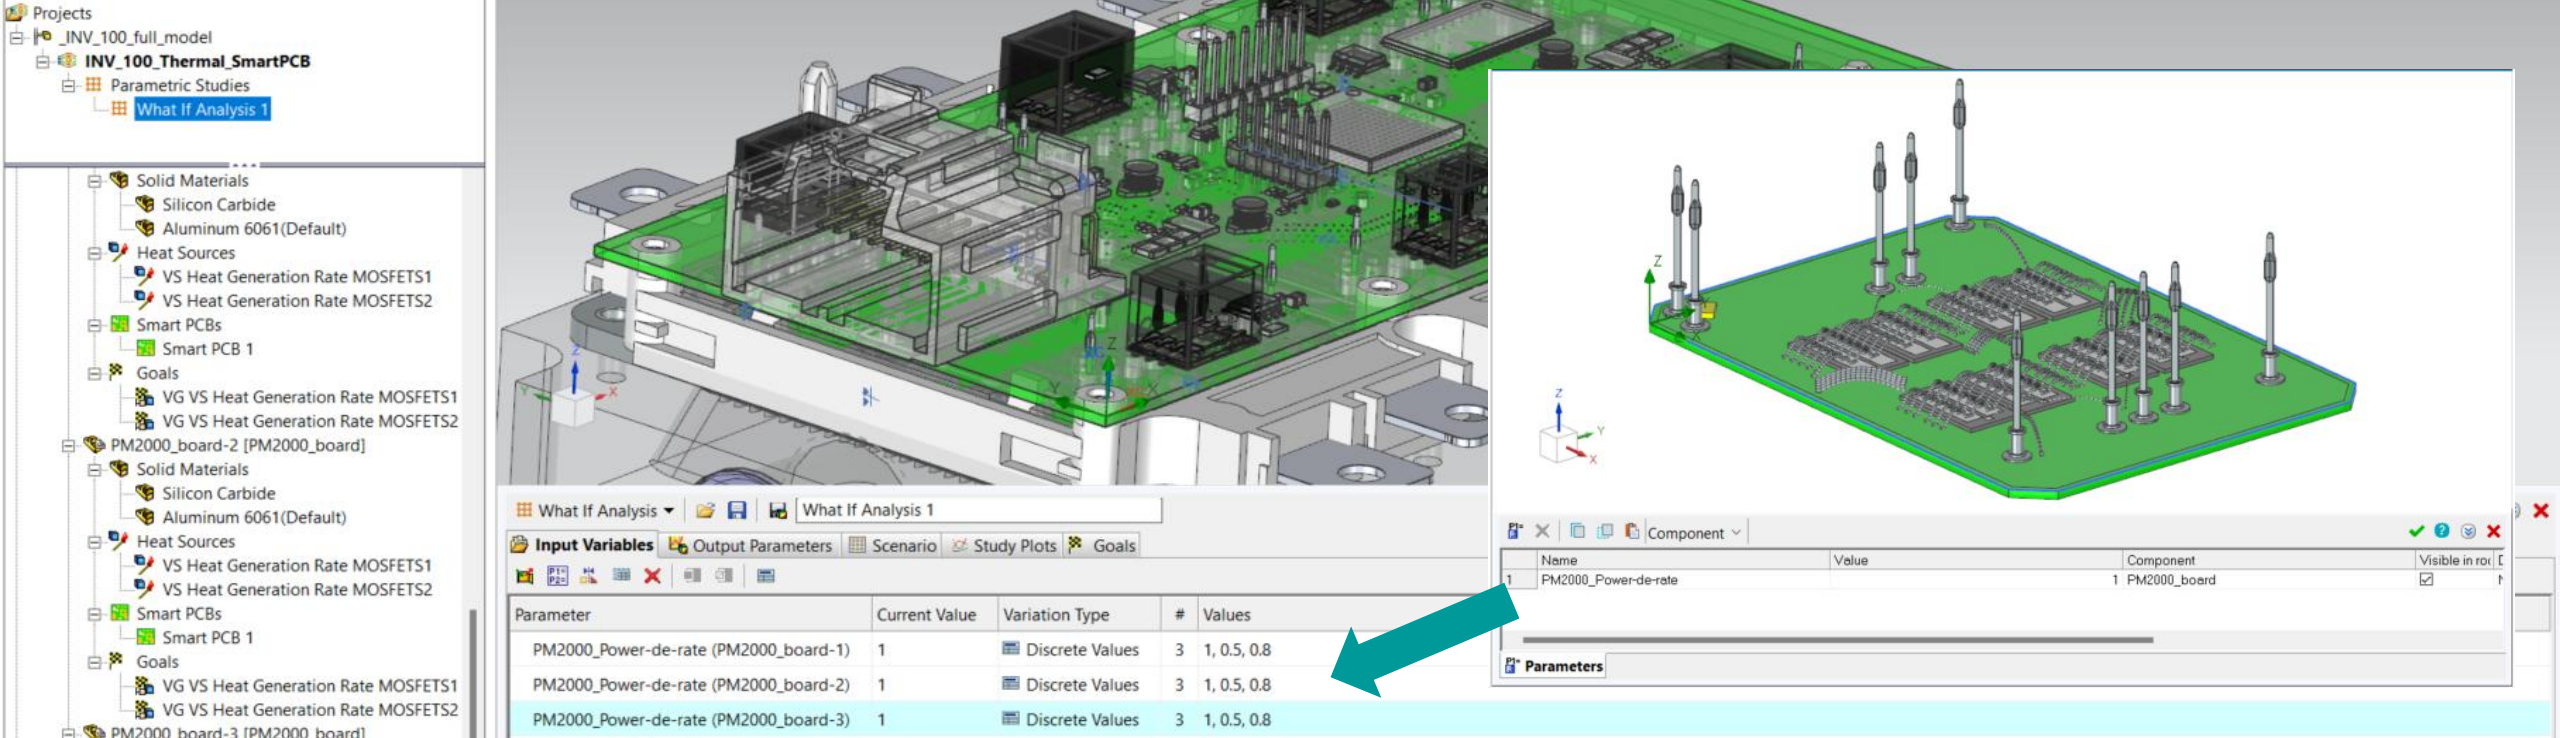 Projects
_INV_100_full_model
INV_100_Thermal_SmartPCB
Parametric Studies
What If Analysis 1
Solid Materials
Silicon Carbide
Aluminum 6061(Default)
Heat Sources
VS Heat Generation Rate MOSFETS1
VS Heat Generation Rate MOSFETS2
Smart PCBs
Smart PCB 1
Goals
VG VS Heat Generation Rate MOSFETS1
VG VS Heat Generation Rate MOSFETS2
PM2000_board-2 [PM2000_board]
Solid Materials
Silicon Carbide
Aluminum 6061(Default)
Heat Sources
VS Heat Generation Rate MOSFETS1
VS Heat Generation Rate MOSFETS2
Smart PCBs
Smart PCB 1
Goals
VG VS Heat Generation Rate MOSFETS1
VG VS Heat Generation Rate MOSFETS2
PM2000_board-3 [PM2000_board]
Z
Y
X
Z
Y
X
Z
X
Z
Y
X
What If Analysis
What If Analysis 1
Input Variables Output Parameters Scenario Study Plots Goals
Parameter Current Value Variation Type # Values
PM2000_Power-de-rate (PM2000_board-1) 1 Discrete Values 3 1, 0.5, 0.8
PM2000_Power-de-rate (PM2000_board-2) 1 Discrete Values 3 1, 0.5, 0.8
PM2000_Power-de-rate (PM2000_board-3) 1 Discrete Values 3 1, 0.5, 0.8
Component
Name Value Component Visible in
1 PM2000_Power-de-rate 1 PM2000_board
Parameters